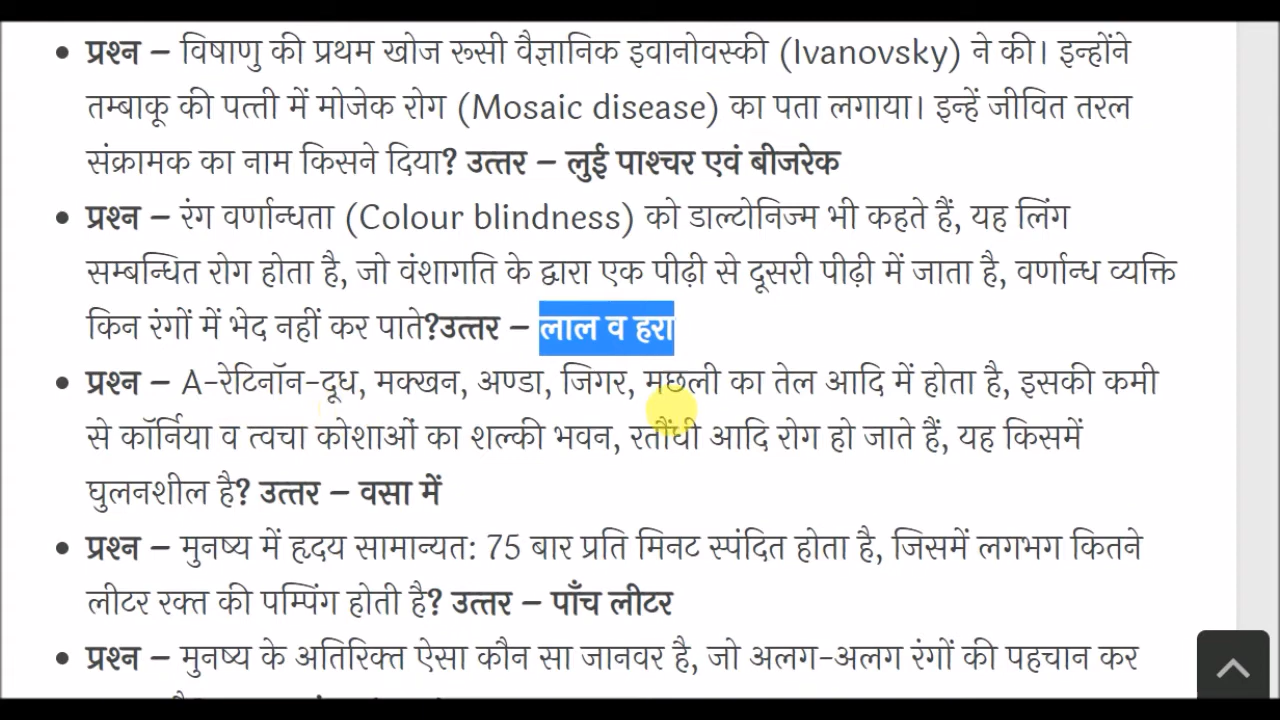 प्रश्न – विषाणु की प्रथम खोज रूसी वैज्ञानिक इवानोवस्की (Ivanovsky) ने की। इन्होंने
तम्बाकू की पत्ती में मोजेक रोग (Mosaic disease) का पता लगाया। इन्हें जीवित तरल
संक्रामक का नाम किसने दिया? उत्तर – लुई पाश्चर एवं बीजरेक
प्रश्न – रंग वर्णान्धता (Colour blindness) को डाल्टोनिज्म भी कहते हैं, यह लिंग
सम्बन्धित रोग होता है, जो वंशागति के द्वारा एक पीढ़ी से दूसरी पीढ़ी में जाता है, वर्णान्ध व्यक्ति
किन रंगों में भेद नहीं कर पाते?उत्तर – लाल व हरा
प्रश्न – A-रेटिनॉन-दूध, मक्खन, अण्डा, जिगर, मछली का तेल आदि में होता है, इसकी कमी
से कॉर्निया व त्वचा कोशाओं का शल्की भवन, रतौंधी आदि रोग हो जाते हैं, यह किसमें
घुलनशील है? उत्तर – वसा में
प्रश्न – मुनष्य में हृदय सामान्यत: 75 बार प्रति मिनट स्पंदित होता है, जिसमें लगभग कितने
लीटर रक्त की पम्पिंग होती है? उत्तर – पाँच लीटर
प्रश्न – मुनष्य के अतिरिक्त ऐसा कौन सा जानवर है, जो अलग-अलग रंगों की पहचान कर